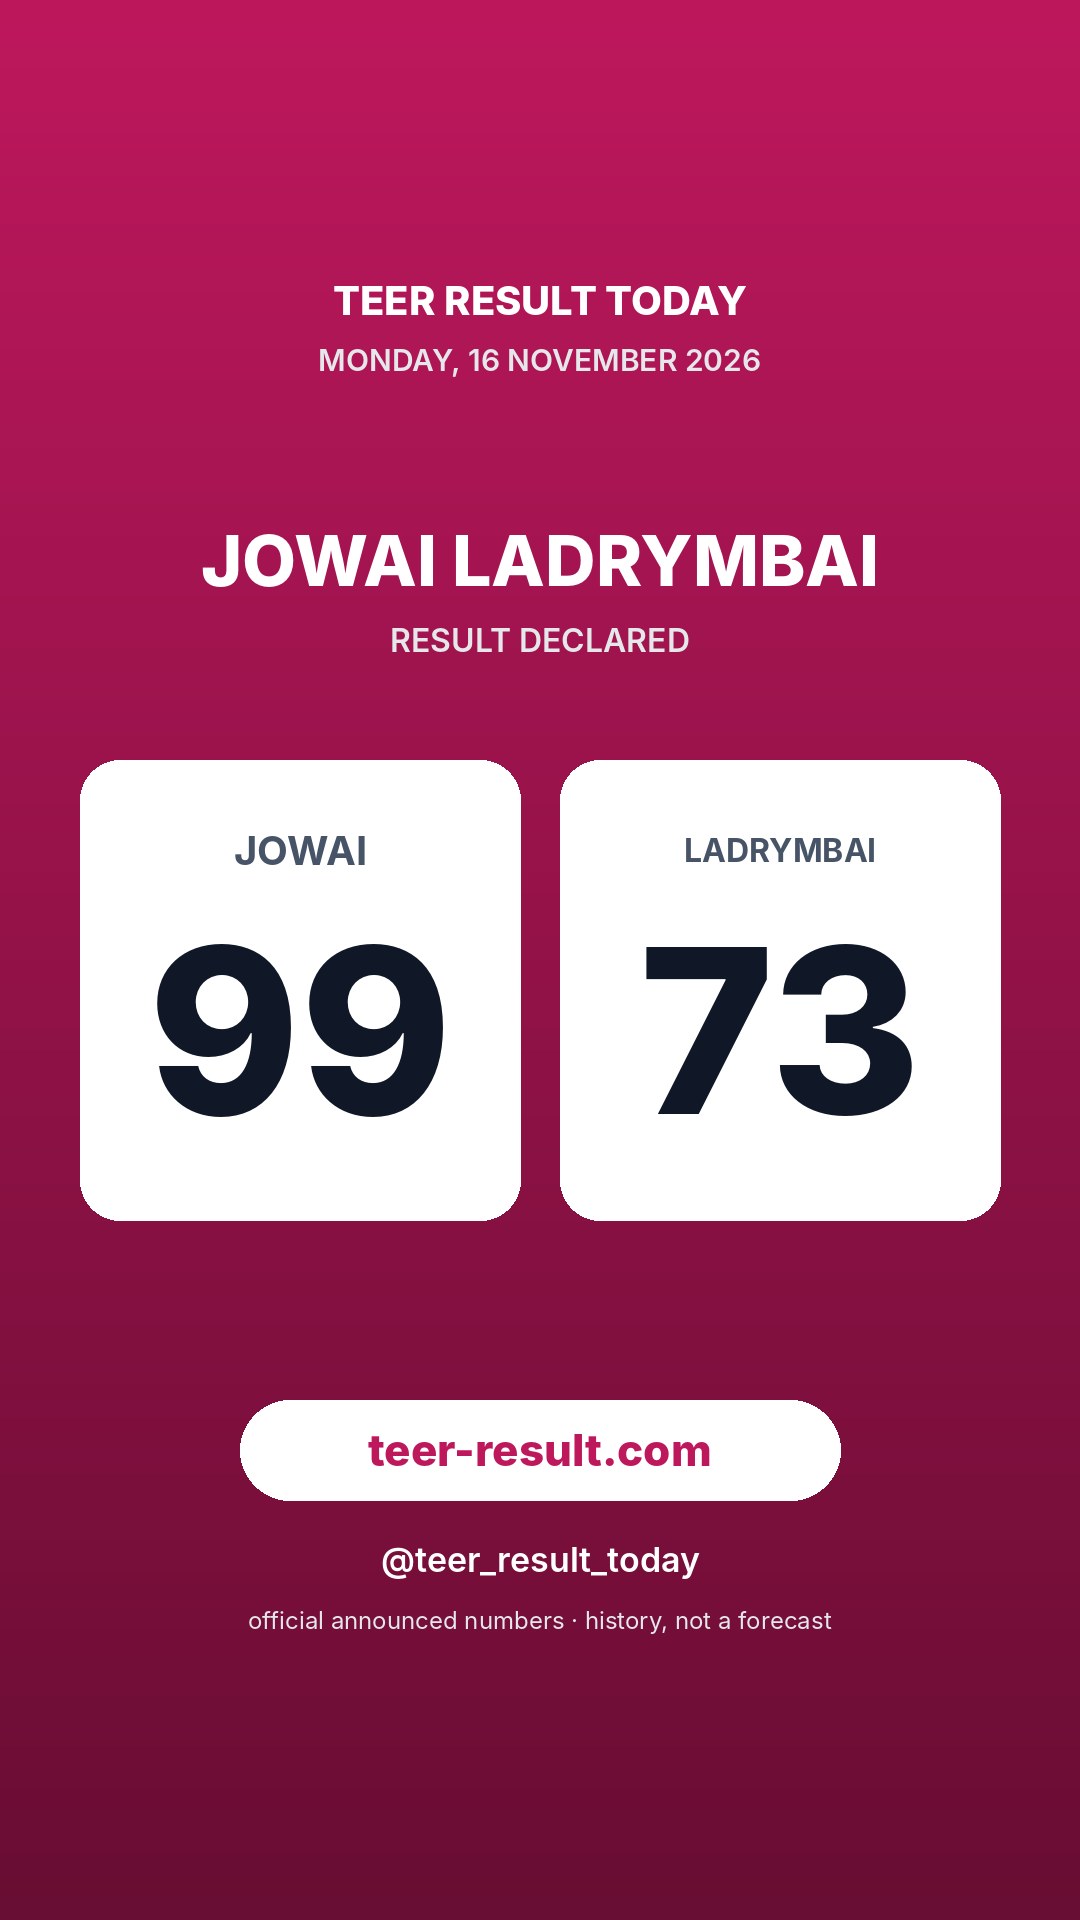 TEER RESULT TODAY
MONDAY, 16 NOVEMBER 2026
JOWAI LADRYMBAI
RESULT DECLARED
JOWAI
99
LADRYMBAI
73
teer-result.com
@teer_result_today
official announced numbers · history, not a forecast